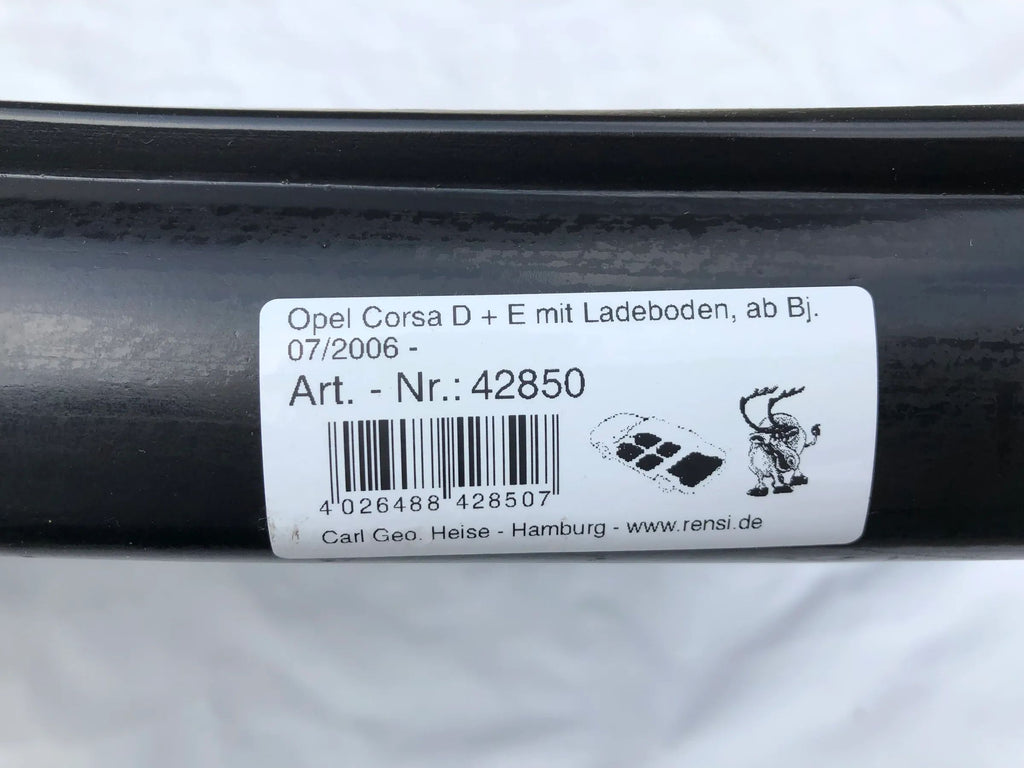 Opel Corsa D + E mit Ladeboden, ab Bj.
07/2006 -
Art. - Nr.: 42850
4 026488 428507
Carl Geo. Heise - Hamburg - www.rensi.de